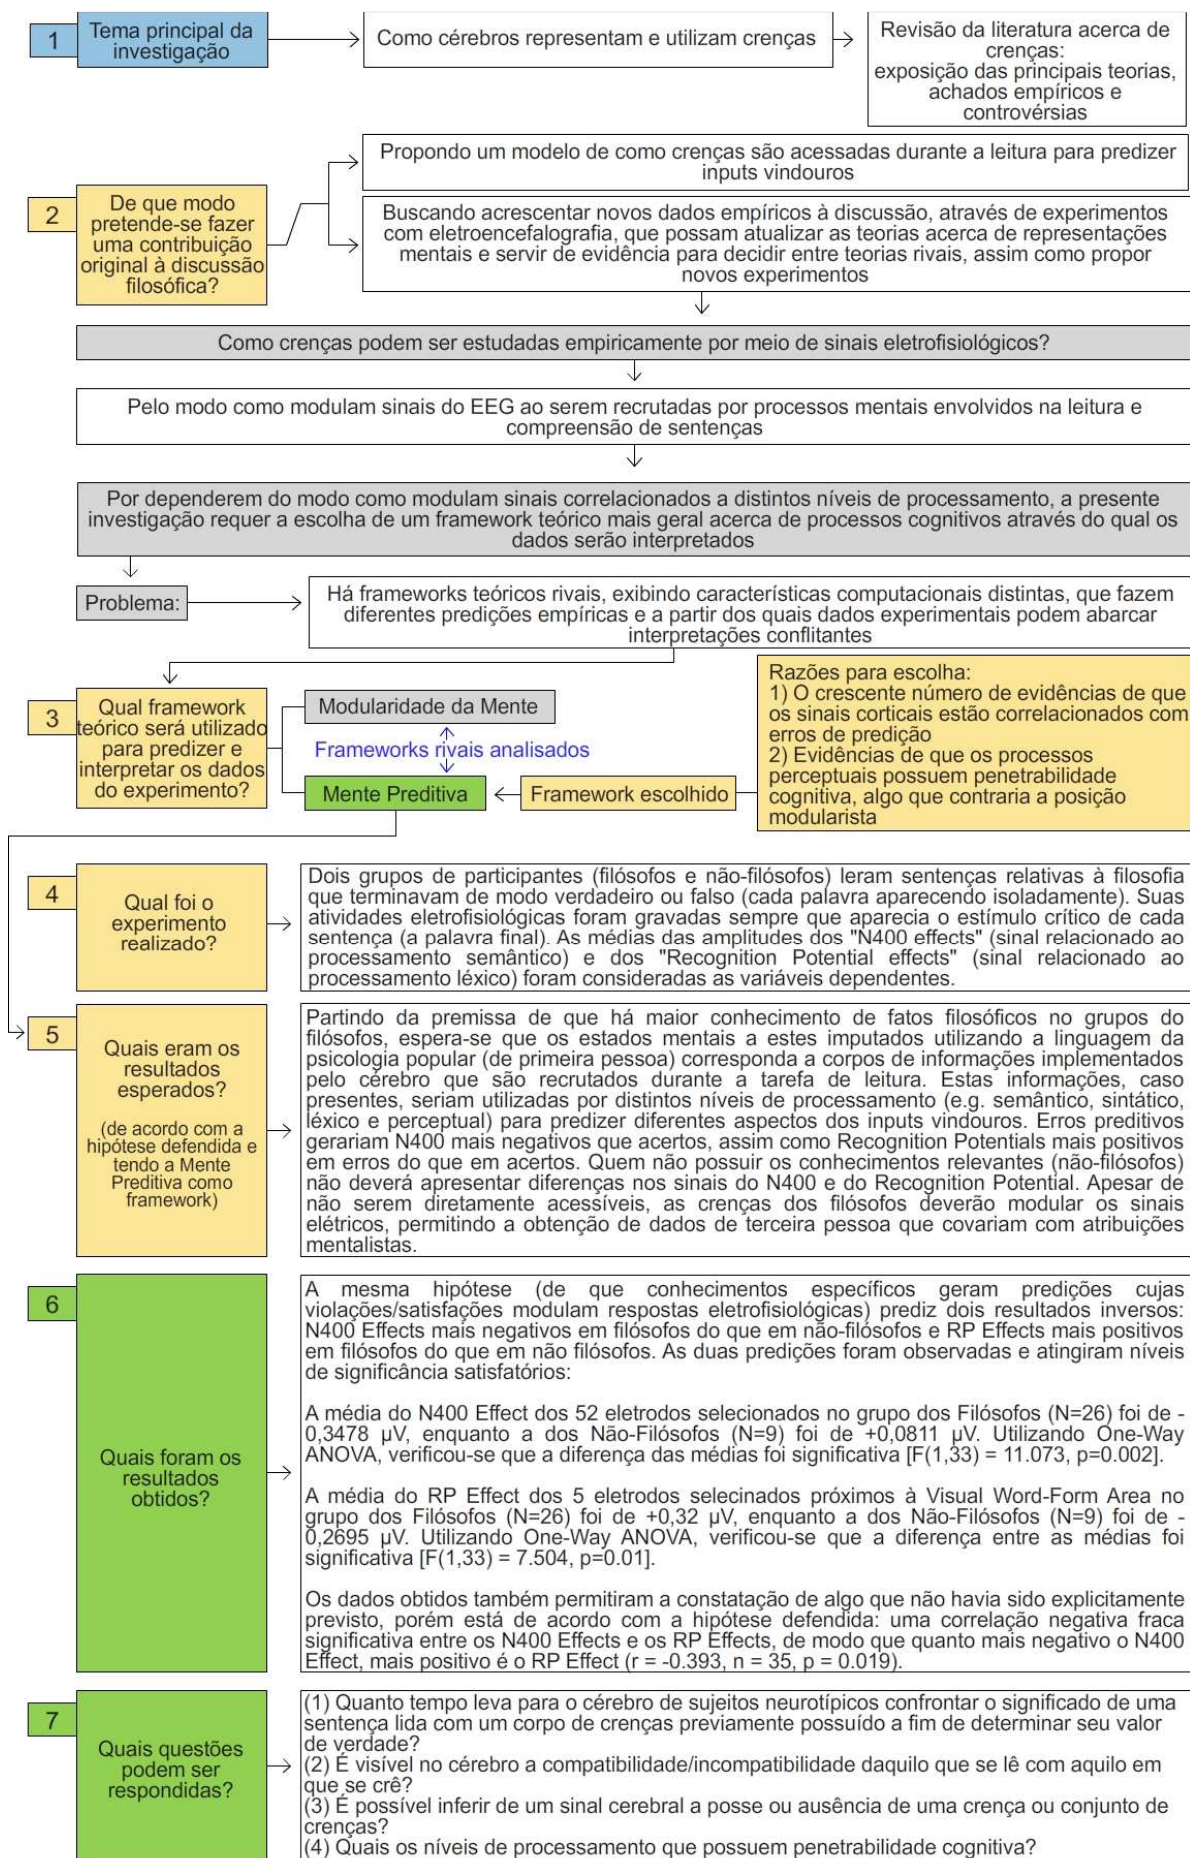 1
Tema principal da
investigação
Como cérebros representam e utilizam crenças
Revisão da literatura acerca de
crenças:
exposição das principais teorias,
achados empíricos e
controvérsias
2
De que modo
pretende-se fazer
uma contribuição
original à discussão
filosófica?
Propondo um modelo de como crenças são acessadas durante a leitura para predizer
inputs vindouros
Buscando acrescentar novos dados empíricos à discussão, através de experimentos
com eletroencefalografia, que possam atualizar as teorias acerca de representações
mentais e servir de evidência para decidir entre teorias rivais, assim como propor
novos experimentos
Como crenças podem ser estudadas empiricamente por meio de sinais eletrofisiológicos?
Pelo modo como modulam sinais do EEG ao serem recrutadas por processos mentais envolvidos na leitura e
compreensão de sentenças
Por dependerem do modo como modulam sinais correlacionados a distintos níveis de processamento, a presente
investigação requer a escolha de um framework teórico mais geral acerca de processos cognitivos através do qual os
dados serão interpretados
Problema:
Há frameworks teóricos rivais, exibindo características computacionais distintas, que fazem
diferentes predições empíricas e a partir dos quais dados experimentais podem abarcar
interpretações conflitantes
3
Qual framework
teórico será utilizado
para predizer e
interpretar os dados
do experimento?
Modularidade da Mente
Frameworks rivais analisados
Mente Preditiva
Framework escolhido
Razões para escolha:
1) O crescente número de evidências de que
os sinais corticais estão correlacionados com
erros de predição
2) Evidências de que os processos
perceptuais possuem penetrabilidade
cognitiva, algo que contraria a posição
modularista
4
Qual foi o
experimento
realizado?
Dois grupos de participantes (filósofos e não-filósofos) leram sentenças relativas à filosofia
que terminavam de modo verdadeiro ou falso (cada palavra aparecendo isoladamente). Suas
atividades eletrofisiológicas foram gravadas sempre que aparecia o estímulo crítico de cada
sentença (a palavra final). As médias das amplitudes dos "N400 effects" (sinal relacionado ao
processamento semântico) e dos "Recognition Potential effects" (sinal relacionado ao
processamento léxico) foram consideradas as variáveis dependentes.
5
Quais eram os
resultados
esperados?
(de acordo com a
hipótese defendida e
tendo a Mente
Preditiva como
framework)
Partindo da premissa de que há maior conhecimento de fatos filosóficos no grupos do
filósofos, espera-se que os estados mentais a estes imputados utilizando a linguagem da
psicologia popular (de primeira pessoa) corresponda a corpos de informações implementados
pelo cérebro que são recrutados durante a tarefa de leitura. Estas informações, caso
presentes, seriam utilizadas por distintos níveis de processamento (e.g. semântico, sintático,
léxico e perceptual) para predizer diferentes aspectos dos inputs vindouros. Erros preditivos
gerariam N400 mais negativos que acertos, assim como Recognition Potentials mais positivos
em erros do que em acertos. Quem não possuir os conhecimentos relevantes (não-filósofos)
não deverá apresentar diferenças nos sinais do N400 e do Recognition Potential. Apesar de
não serem diretamente acessíveis, as crenças dos filósofos deverão modular os sinais
elétricos, permitindo a obtenção de dados de terceira pessoa que covariam com atribuições
mentalistas.
6
Quais foram os
resultados
obtidos?
A mesma hipótese (de que conhecimentos específicos geram predições cujas
violações/satisfações modulam respostas eletrofisiológicas) prediz dois resultados inversos:
N400 Effects mais negativos em filósofos do que em não-filósofos e RP Effects mais positivos
em filósofos do que em não filósofos. As duas predições foram observadas e atingiram níveis
de significância satisfatórios:
A média do N400 Effect dos 52 eletrodos selecionados no grupo dos Filósofos (N=26) foi de -
0,3478 µV, enquanto a dos Não-Filósofos (N=9) foi de +0,0811 µV. Utilizando One-Way
ANOVA, verificou-se que a diferença das médias foi significativa [F(1,33) = 11.073, p=0.002].
A média do RP Effect dos 5 eletrodos selecinados próximos à Visual Word-Form Area no
grupo dos Filósofos (N=26) foi de +0,32 µV, enquanto a dos Não-Filósofos (N=9) foi de -
0,2695 µV. Utilizando One-Way ANOVA, verificou-se que a diferença entre as médias foi
significativa [F(1,33) = 7.504, p=0.01].
Os dados obtidos também permitiram a constatação de algo que não havia sido explicitamente
previsto, porém está de acordo com a hipótese defendida: uma correlação negativa fraca
significativa entre os N400 Effects e os RP Effects, de modo que quanto mais negativo o N400
Effect, mais positivo é o RP Effect (r = -0.393, n = 35, p = 0.019).
7
Quais questões
podem ser
respondidas?
(1) Quanto tempo leva para o cérebro de sujeitos neurotípicos confrontar o significado de uma
sentença lida com um corpo de crenças previamente possuído a fim de determinar seu valor
de verdade?
(2) É visível no cérebro a compatibilidade/incompatibilidade daquilo que se lê com aquilo em
que se crê?
(3) É possível inferir de um sinal cerebral a posse ou ausência de uma crença ou conjunto de
crenças?
(4) Quais os níveis de processamento que possuem penetrabilidade cognitiva?